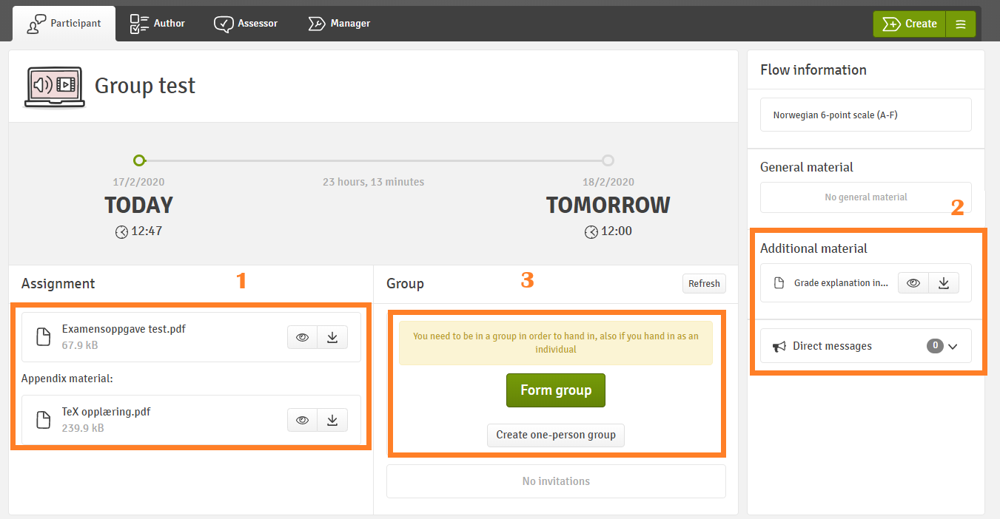 Participant
Author
Assessor
Manager
Create
Group test
17/2/2020
TODAY
12:47
23 hours, 13 minutes
18/2/2020
TOMORROW
12:00
Assignment
1
Examensoppgave test.pdf
67.9 kB
Appendix material:
TeX opplæring.pdf
239.9 kB
Group
3
Refresh
You need to be in a group in order to hand in, also if you hand in as an
individual
Form group
Create one-person group
No invitations
Flow information
Norwegian 6-point scale (A-F)
General material
No general material
2
Additional material
Grade explanation in...
Direct messages
0